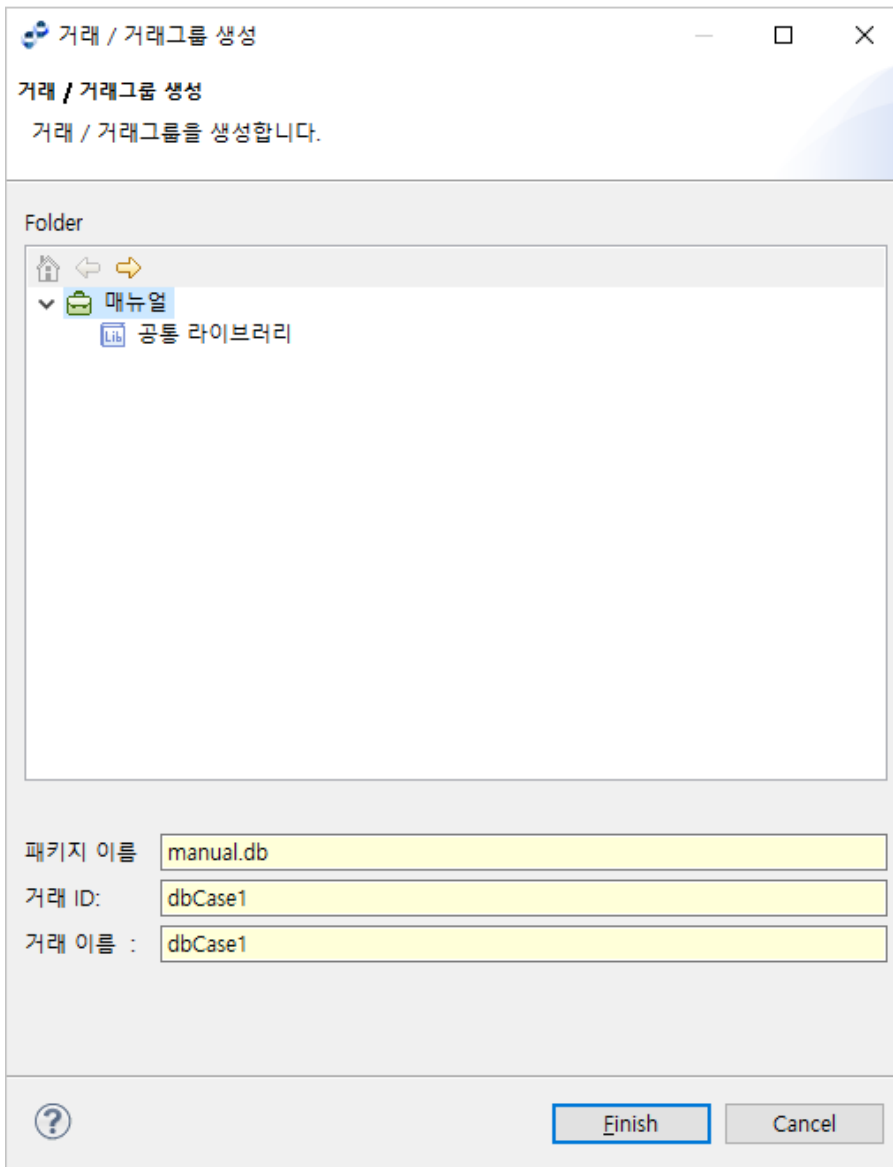 거래 / 거래그룹 생성
거래 / 거래그룹 생성
거래 / 거래그룹을 생성합니다.
Folder
매뉴얼
Lib 공통 라이브러리
패키지 이름 manual.db
거래 ID: dbCase1
거래 이름 : dbCase1
? Finish Cancel